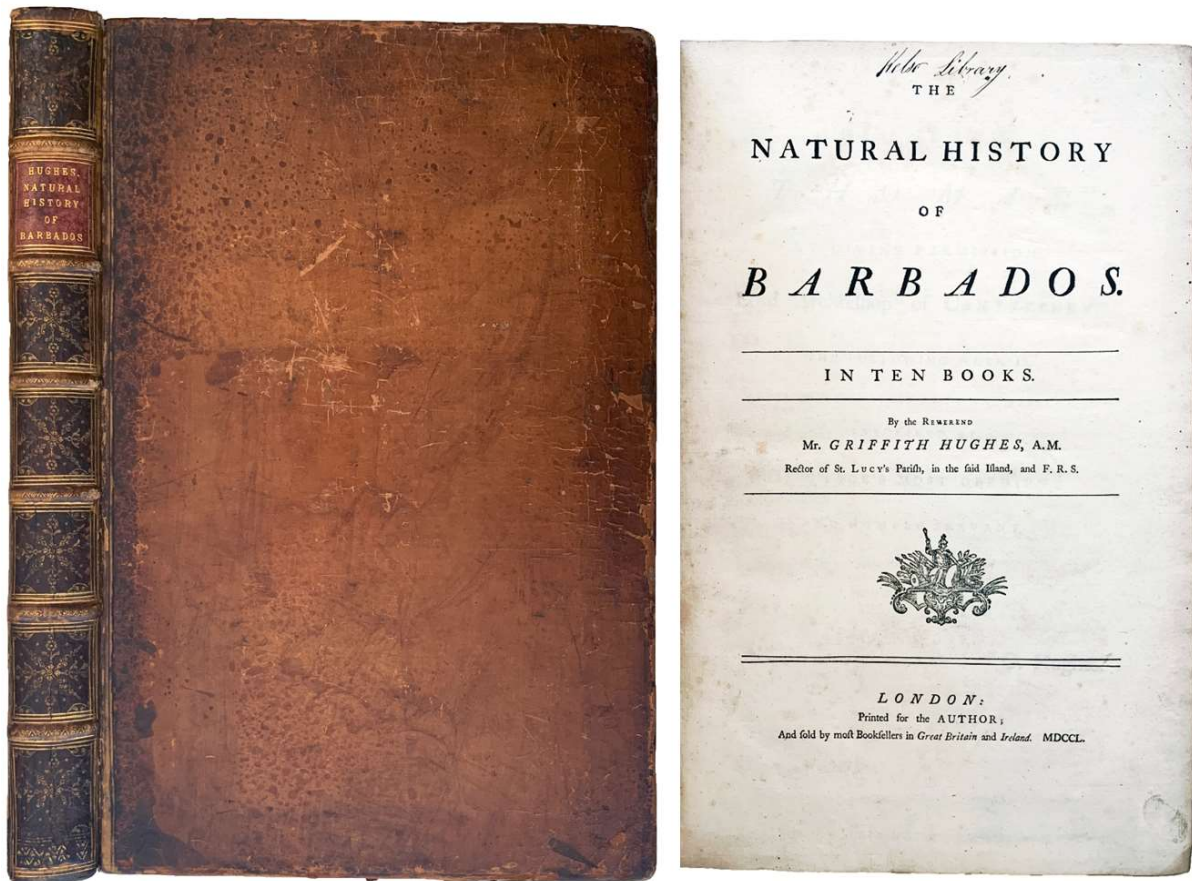 HUGHES.
NATURAL
HISTORY
OF
BARBADOS
Kelso Library.
THE
NATURAL HISTORY
OF
BARBADOS.
IN TEN BOOKS.
By the REVEREND
Mr. GRIFFITH HUGHES, A.M.
Rector of St. LUCY's Pariſh, in the ſaid Iſland, and F. R. S.
LONDON:
Printed for the AUTHOR;
And ſold by moſt Bookſellers in Great Britain and Ireland. MDCCL.